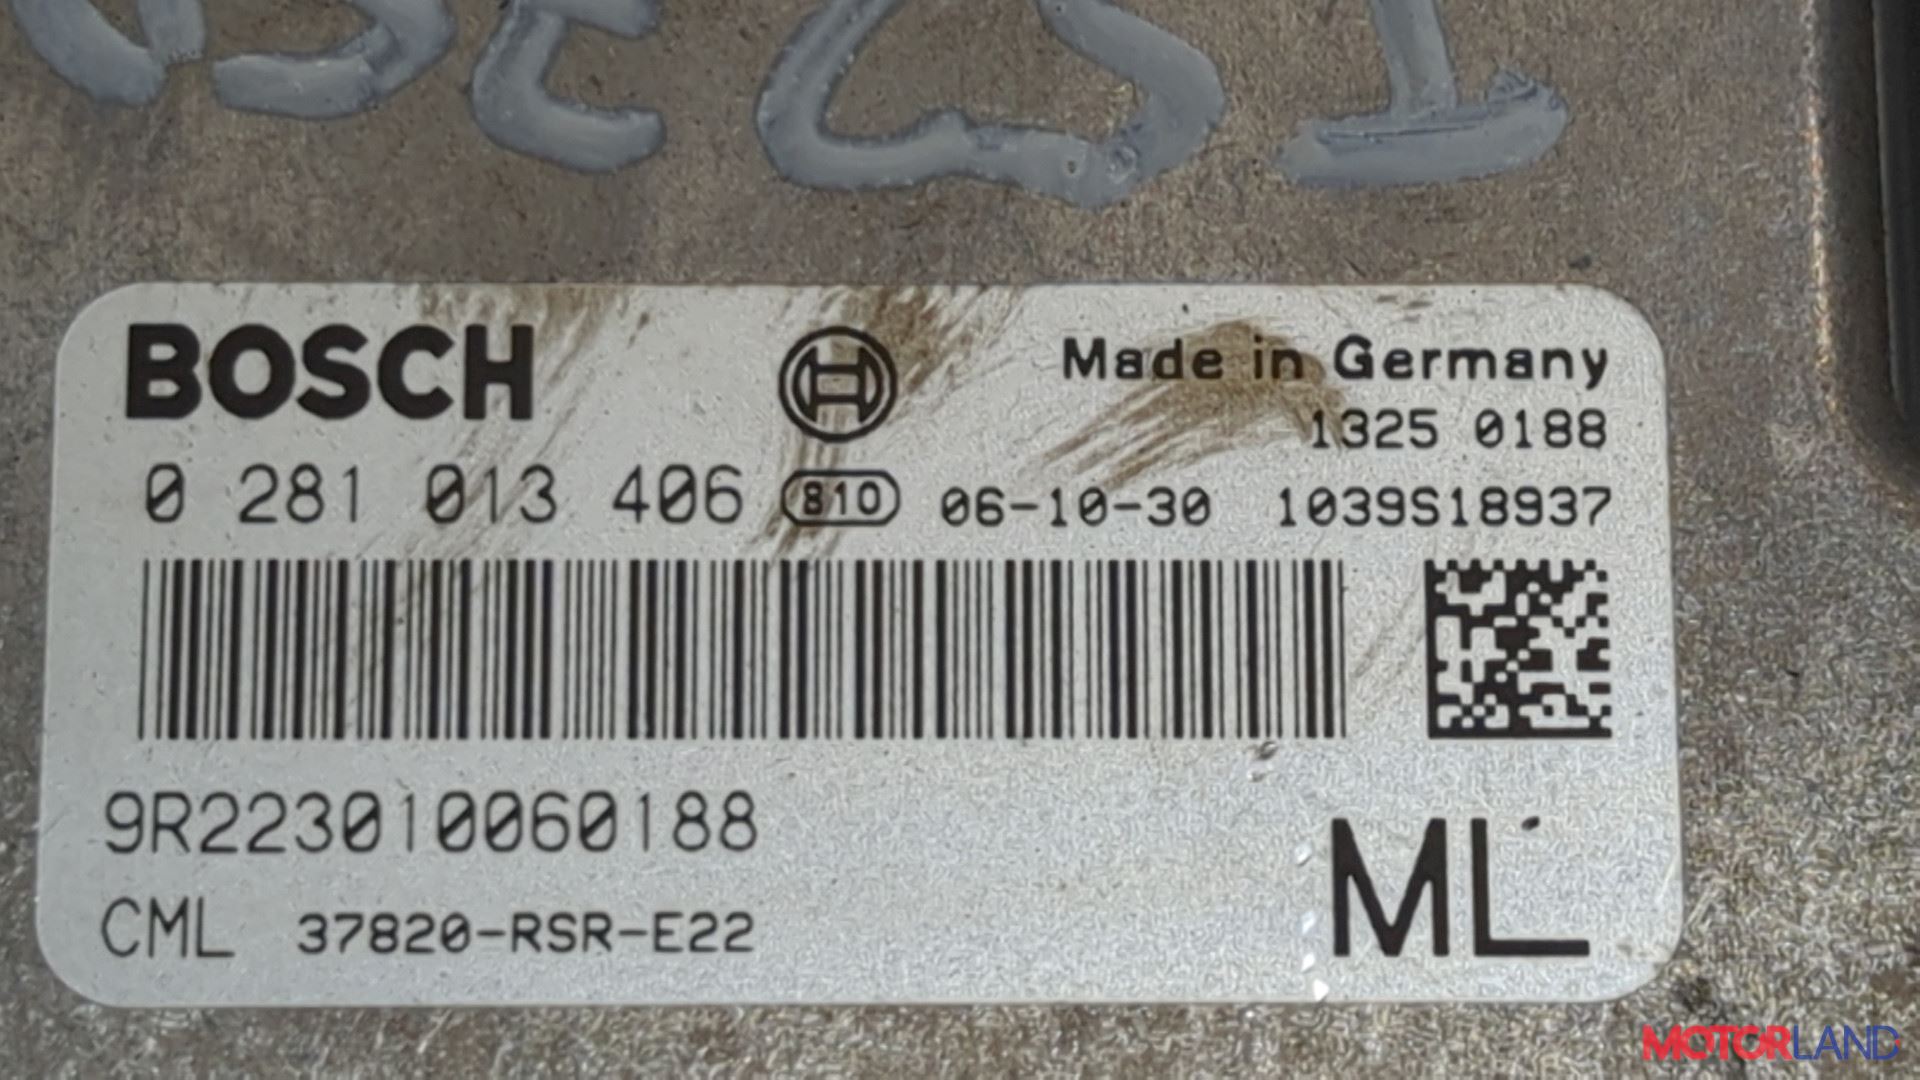 BOSCH
Made in Germany
1325 0188
0 281 013 406 810 06-10-30 1039S18937
9R223010060188
CML 37820-RSR-E22
ML
MOTORLAND